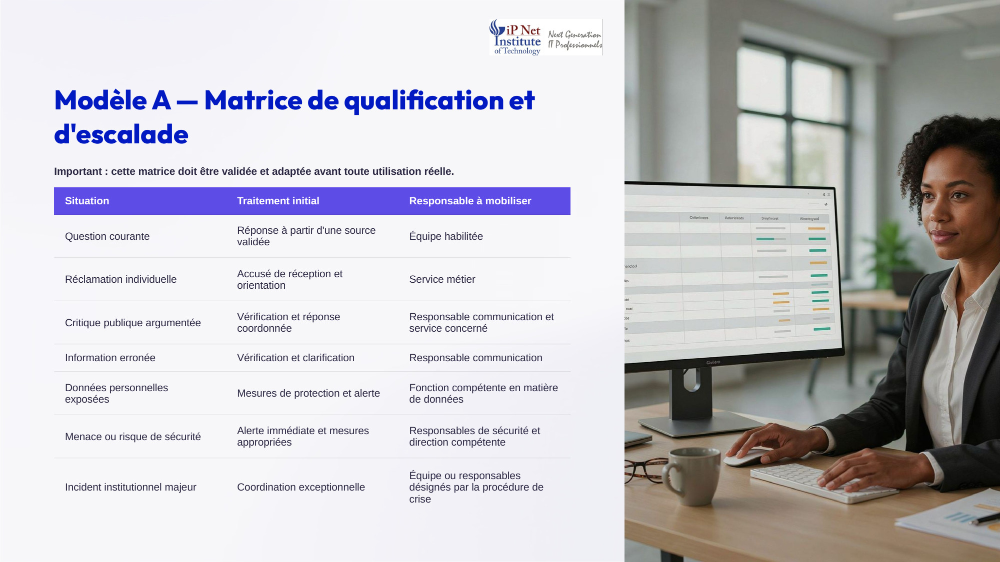 iP Net
Institute
of Technology
Next Generation
IT Professionnels
Modèle A — Matrice de qualification et
d'escalade
Important : cette matrice doit être validée et adaptée avant toute utilisation réelle.
Situation
Traitement initial
Responsable à mobiliser
Question courante
Réponse à partir d'une source
validée
Équipe habilitée
Réclamation individuelle
Accusé de réception et
orientation
Service métier
Critique publique argumentée
Vérification et réponse
coordonnée
Responsable communication et
service concerné
Information erronée
Vérification et clarification
Responsable communication
Données personnelles
exposées
Mesures de protection et alerte
Fonction compétente en matière
de données
Menace ou risque de sécurité
Alerte immédiate et mesures
appropriées
Responsables de sécurité et
direction compétente
Incident institutionnel majeur
Coordination exceptionnelle
Équipe ou responsables
désignés par la procédure de
crise